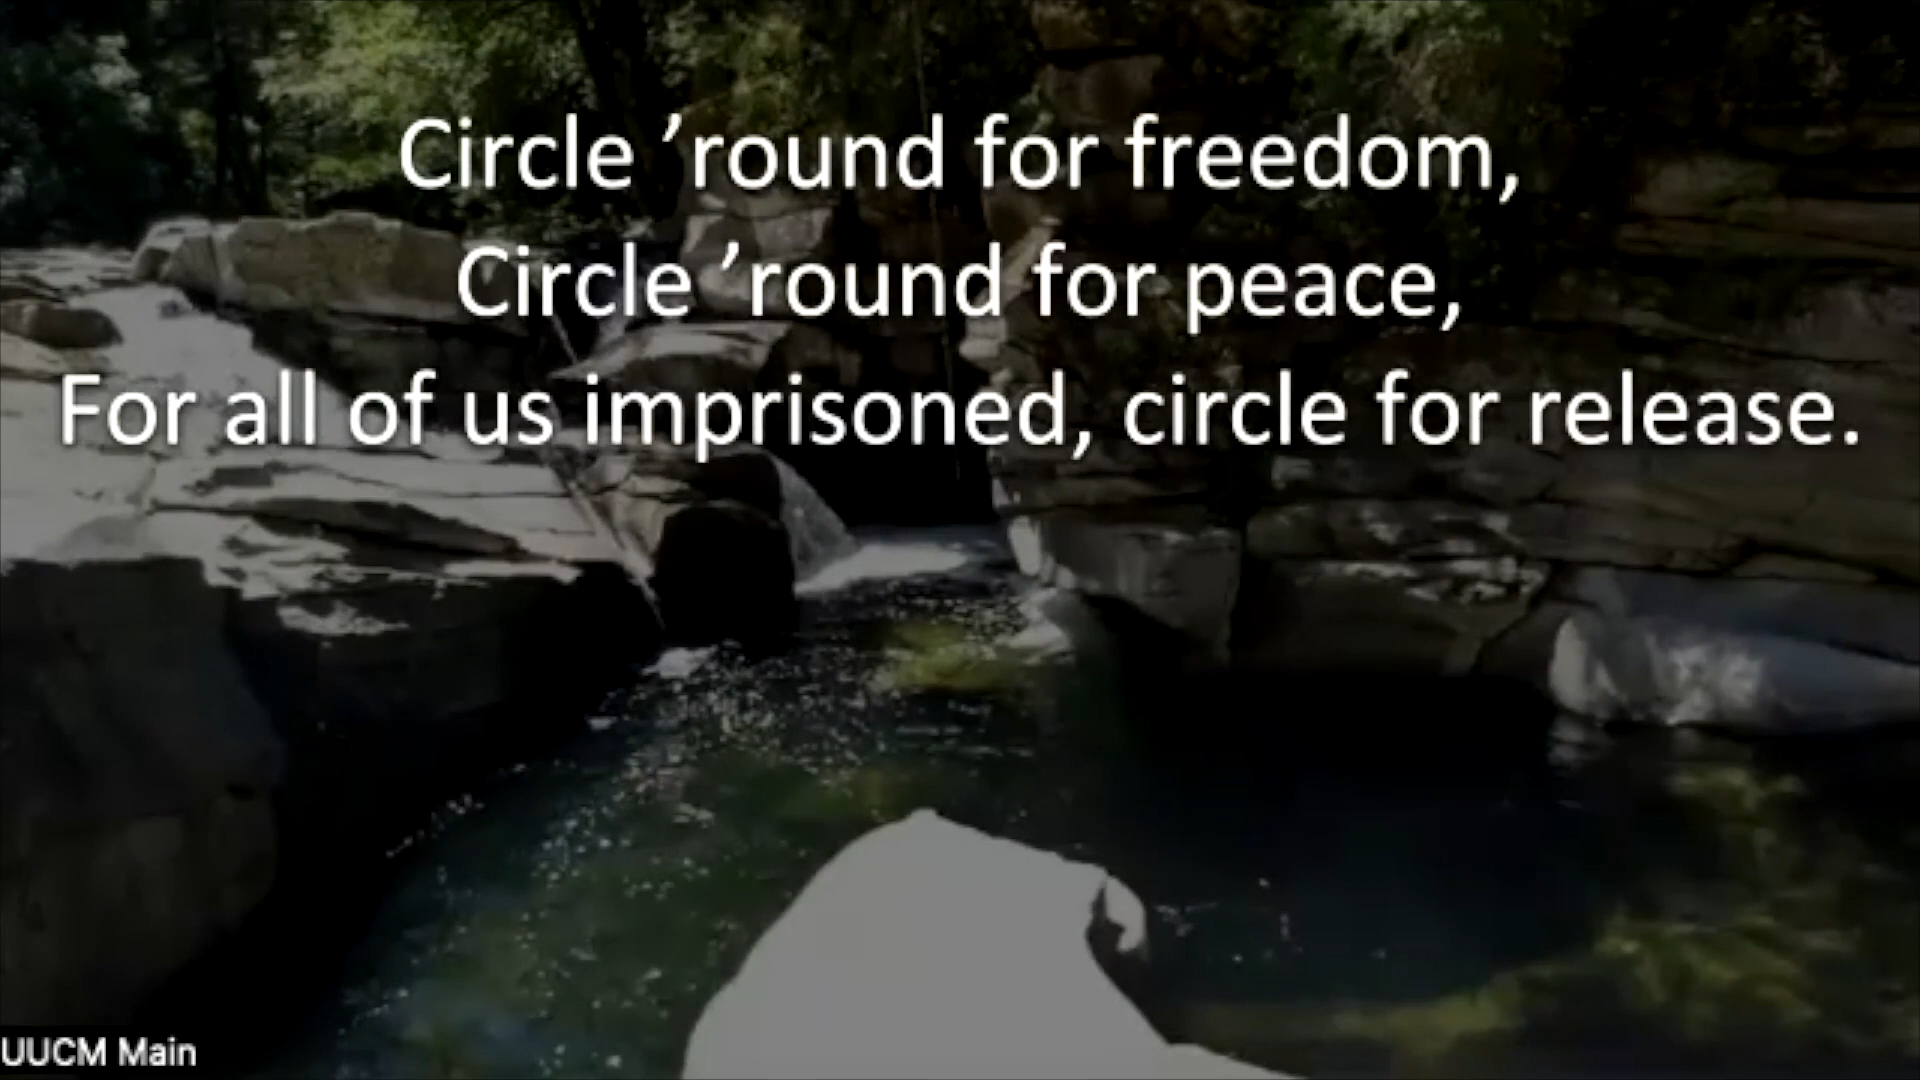 Circle ’round for freedom,
Circle ’round for peace,
For all of us imprisoned, circle for release.
UUCM Main